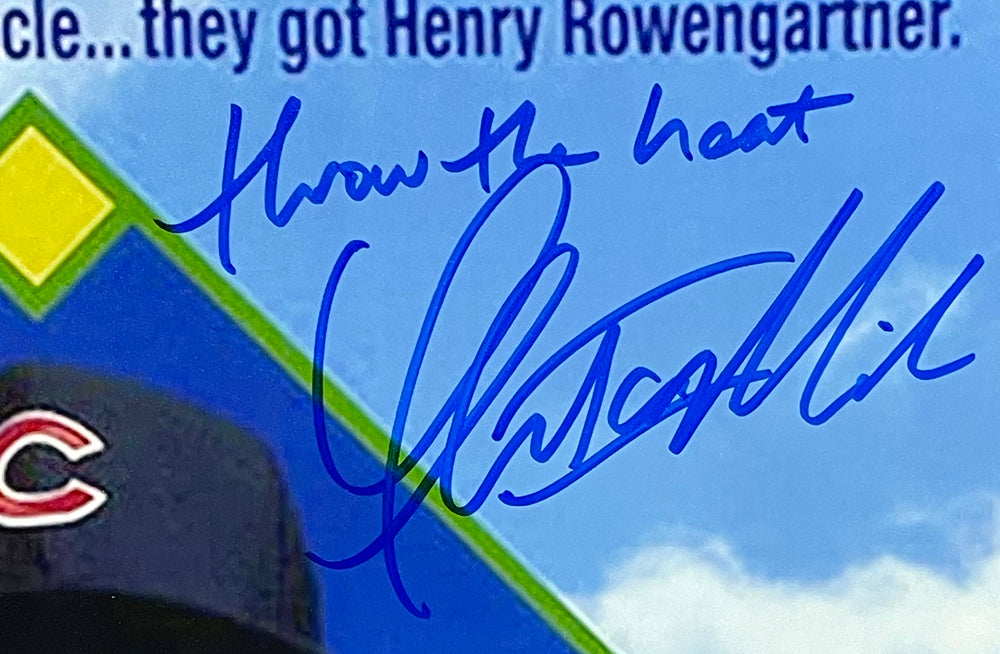 cle...they got Henry Rowengartner.
throw the heat
C